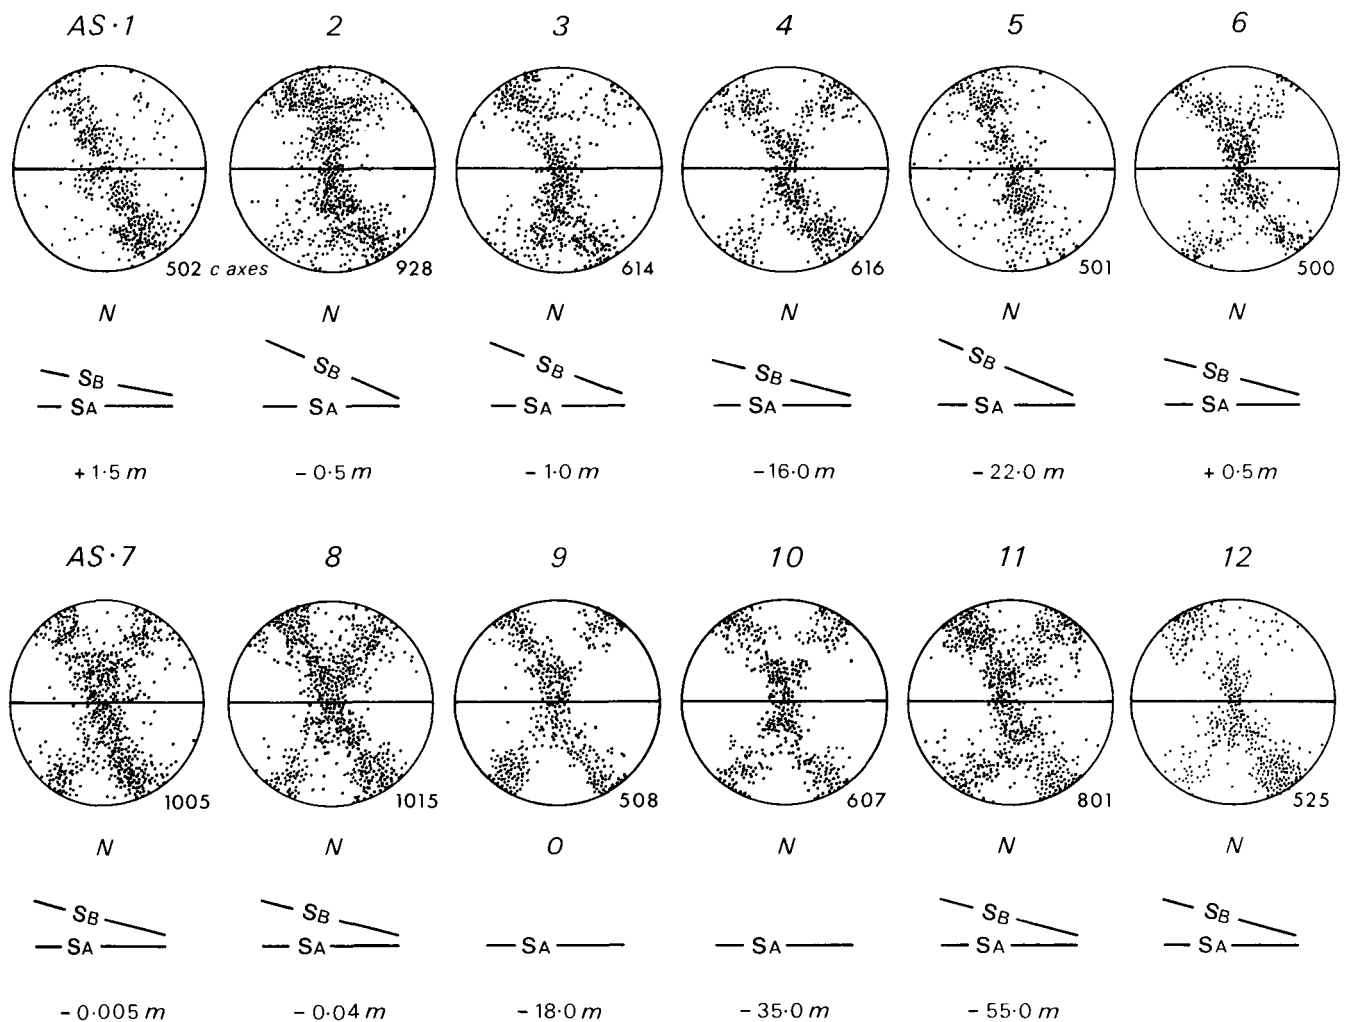 AS·1 2 3 4 5 6
502 c axes 928 614 616 501 500
N N N N N N
SB SB SB SB SB SB
SA SA SA SA SA SA
+ 1·5 m − 0·5 m − 1·0 m −16·0 m − 22·0 m + 0·5 m
AS·7 8 9 10 11 12
1005 1015 508 607 801 525
N N O N N N
SB SB SB SB
SA SA SA SA SA SA
− 0·005 m − 0·04 m − 18·0 m − 35·0 m − 55·0 m